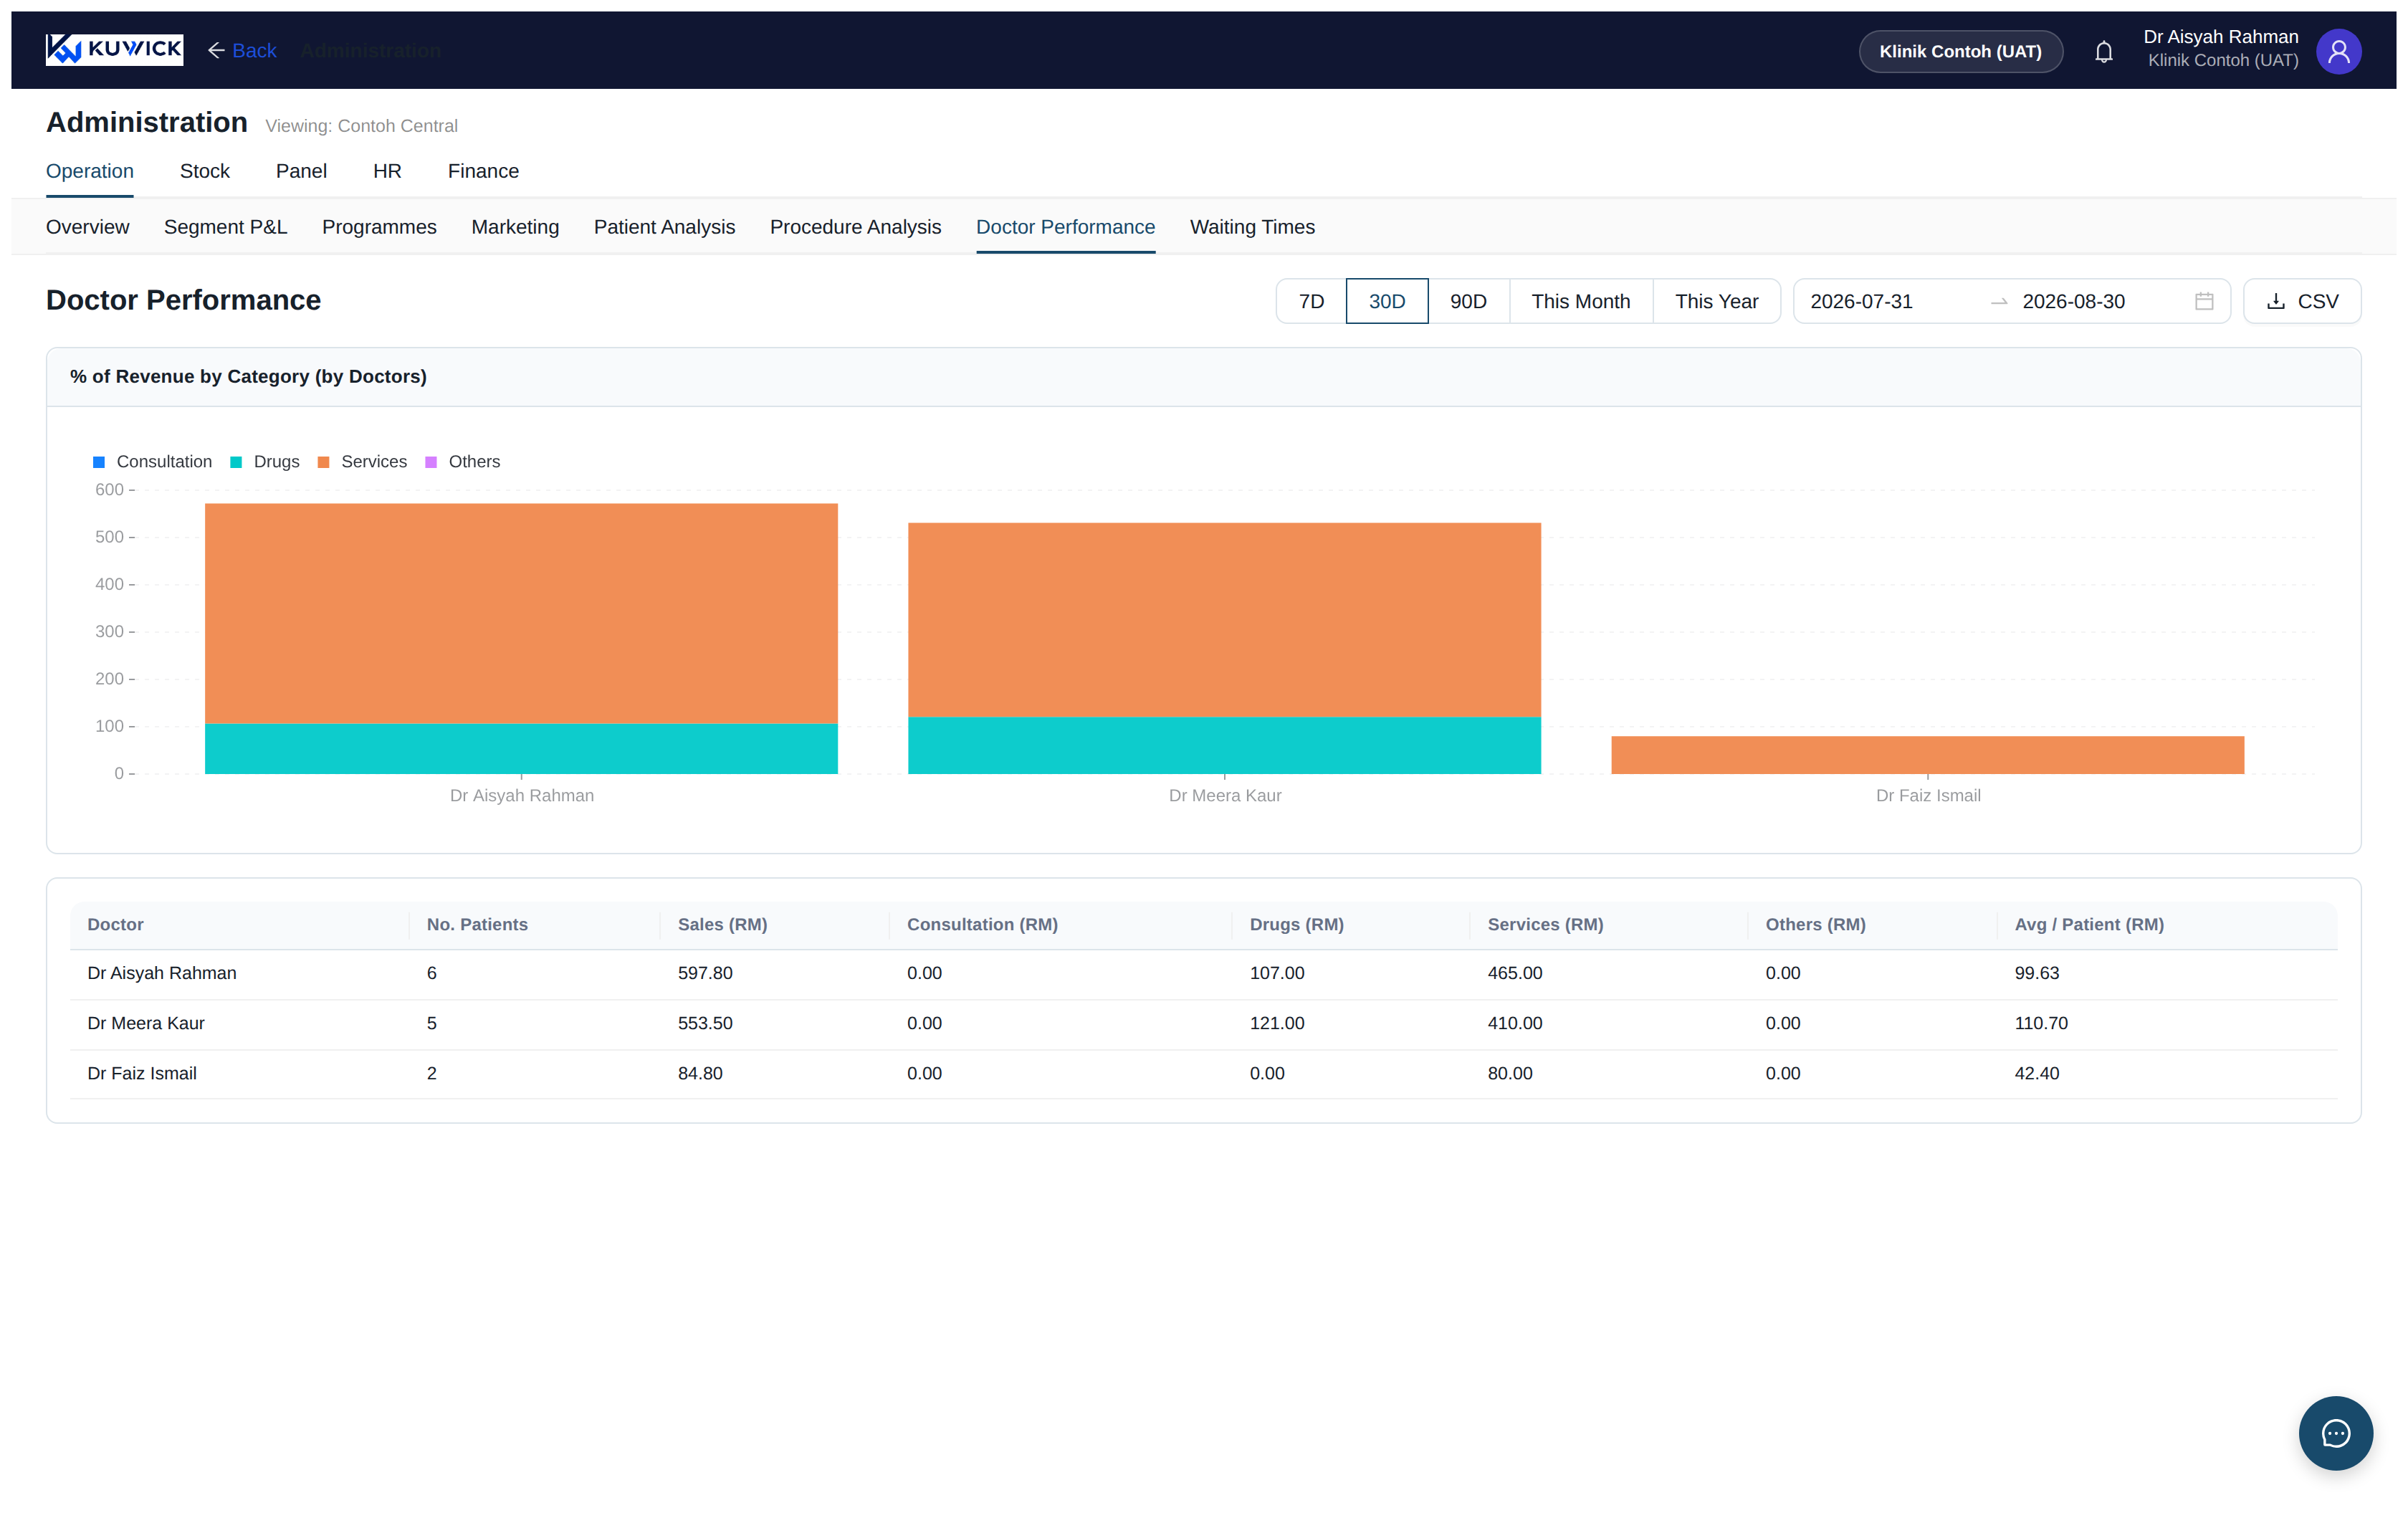 KUWICK
Back
Administration
Klinik Contoh (UAT)
Dr Aisyah Rahman
Klinik Contoh (UAT)
Administration
Viewing: Contoh Central
Operation Stock Panel HR Finance
Overview Segment P&L Programmes Marketing Patient Analysis Procedure Analysis Doctor Performance Waiting Times
Doctor Performance
7D 30D 90D This Month This Year
2026-07-31 2026-08-30
CSV
% of Revenue by Category (by Doctors)
Consultation Drugs Services Others
600
500
400
300
200
100
0
Dr Aisyah Rahman Dr Meera Kaur Dr Faiz Ismail
Doctor No. Patients Sales (RM) Consultation (RM) Drugs (RM) Services (RM) Others (RM) Avg / Patient (RM)
Dr Aisyah Rahman 6 597.80 0.00 107.00 465.00 0.00 99.63
Dr Meera Kaur 5 553.50 0.00 121.00 410.00 0.00 110.70
Dr Faiz Ismail 2 84.80 0.00 0.00 80.00 0.00 42.40